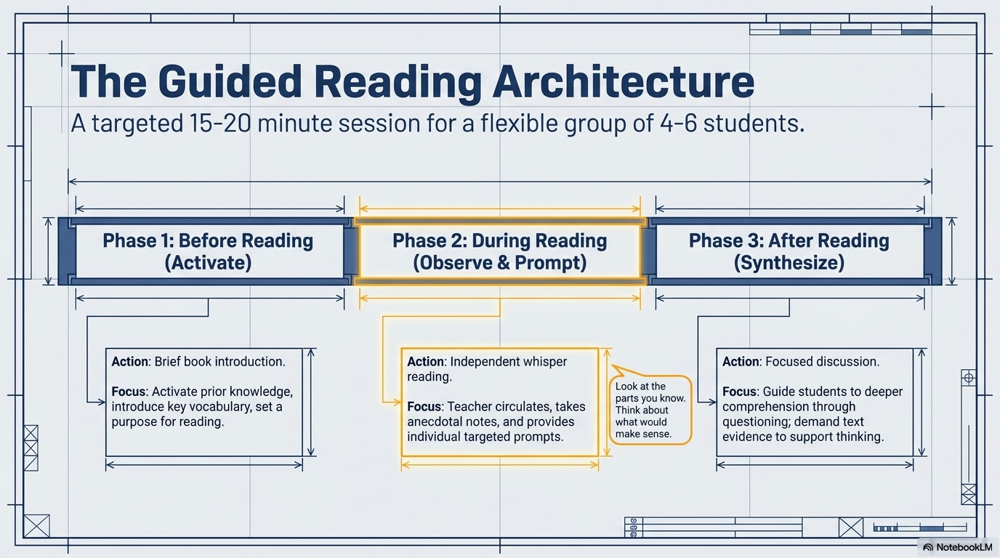 The Guided Reading Architecture
A targeted 15-20 minute session for a flexible group of 4-6 students.
Phase 1: Before Reading
(Activate)
Phase 2: During Reading
(Observe & Prompt)
Phase 3: After Reading
(Synthesize)
Action: Brief book introduction.
Focus: Activate prior knowledge,
introduce key vocabulary, set a
purpose for reading.
Action: Independent whisper
reading.
Focus: Teacher circulates, takes
anecdotal notes, and provides
individual targeted prompts.
Look at the
parts you know.
Think about
what would
make sense.
Action: Focused discussion.
Focus: Guide students to deeper
comprehension through
questioning; demand text
evidence to support thinking.
NotebookLM